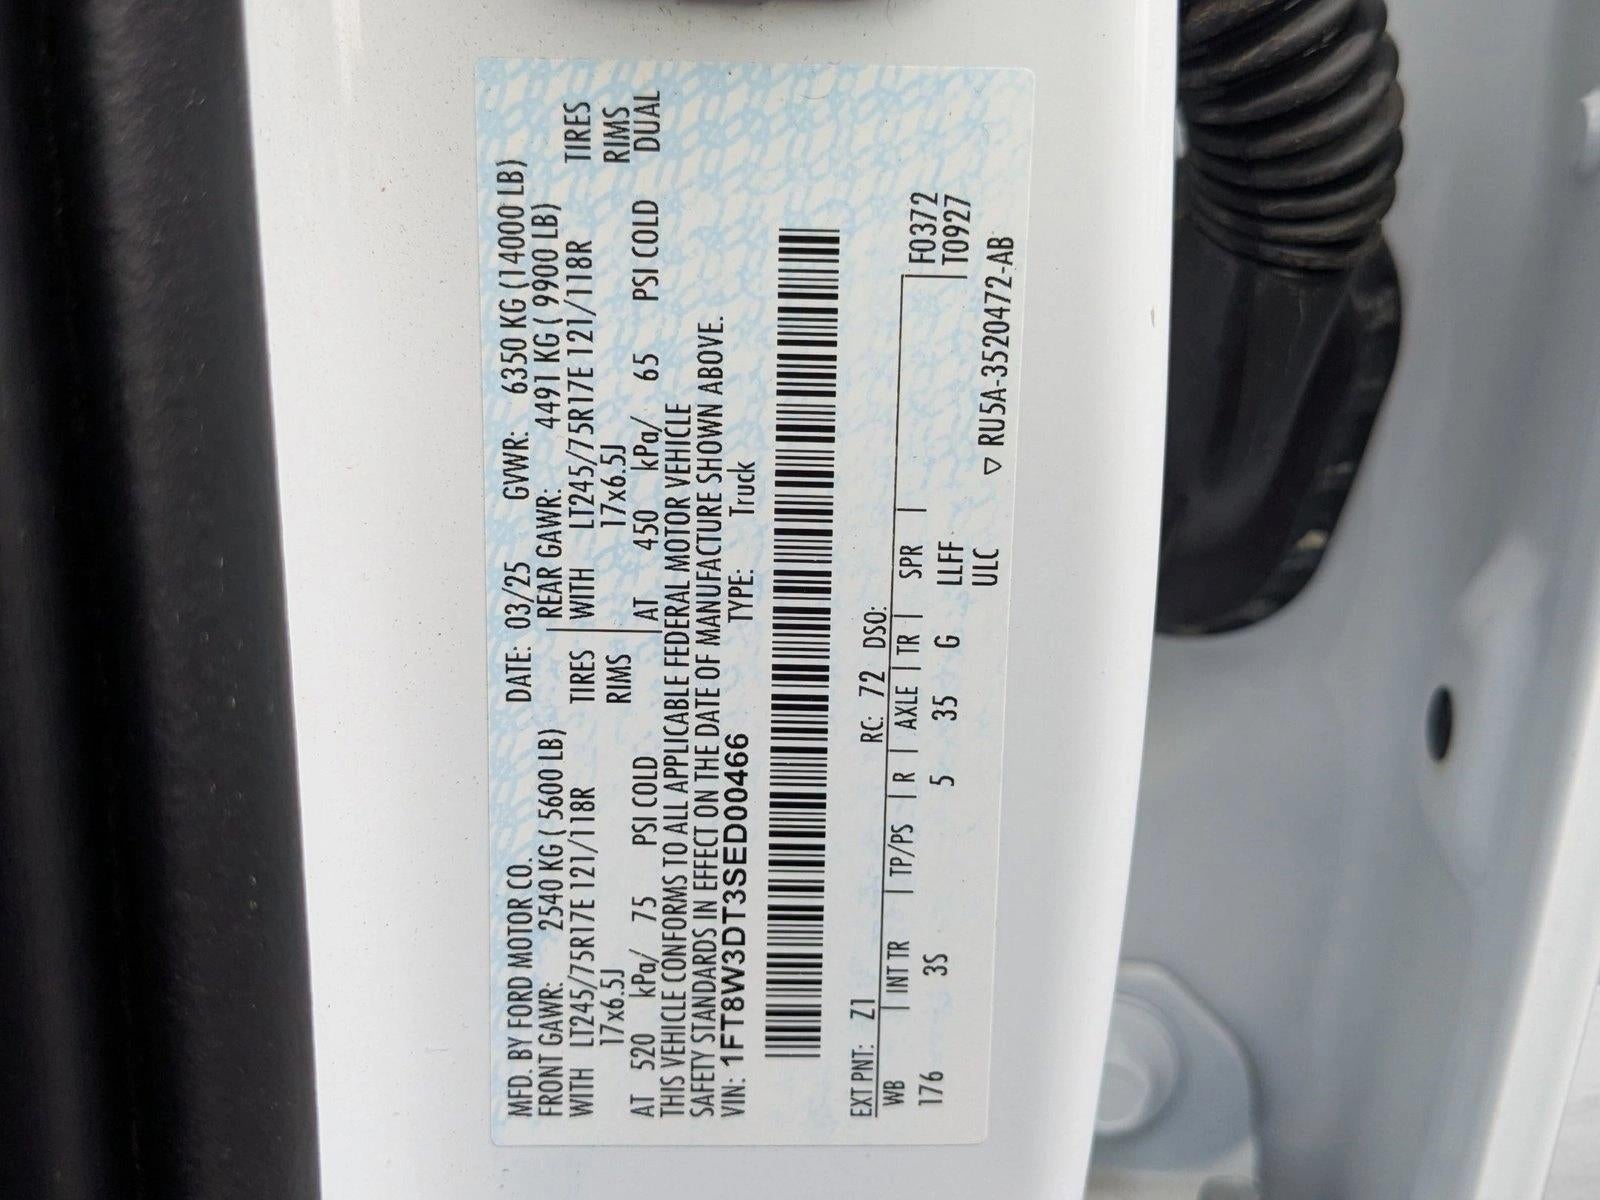 MFD. BY FORD MOTOR CO. DATE: 03/25 GVWR: 6350 KG (14000 LB)
FRONT GAWR: 2540 KG ( 5600 LB) REAR GAWR: 4491 KG ( 9900 LB)
WITH LT245/75R17E 121/118R TIRES WITH LT245/75R17E 121/118R TIRES
17x6.5J RIMS 17x6.5J RIMS
AT 520 kPa/ 75 PSI COLD AT 450 kPa/ 65 PSI COLD DUAL
THIS VEHICLE CONFORMS TO ALL APPLICABLE FEDERAL MOTOR VEHICLE
SAFETY STANDARDS IN EFFECT ON THE DATE OF MANUFACTURE SHOWN ABOVE.
VIN: 1FT8W3DT3SED00466 TYPE: Truck
EXT PNT: Z1 RC: 72 DSO:
WB | INT TR | TP/PS | R | AXLE | TR | SPR | F0372
176 3S 5 35 G LLFF T0927
ULC
▽ RU5A-3520472-AB